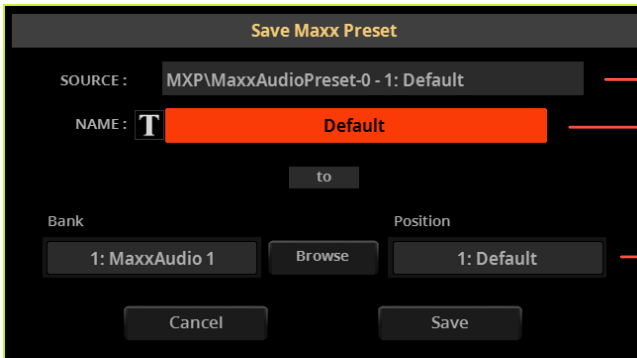 Save Maxx Preset
SOURCE : MXP\MaxxAudioPreset-0 - 1: Default
NAME : T Default
to
Bank Position
1: MaxxAudio 1 Browse 1: Default
Cancel Save